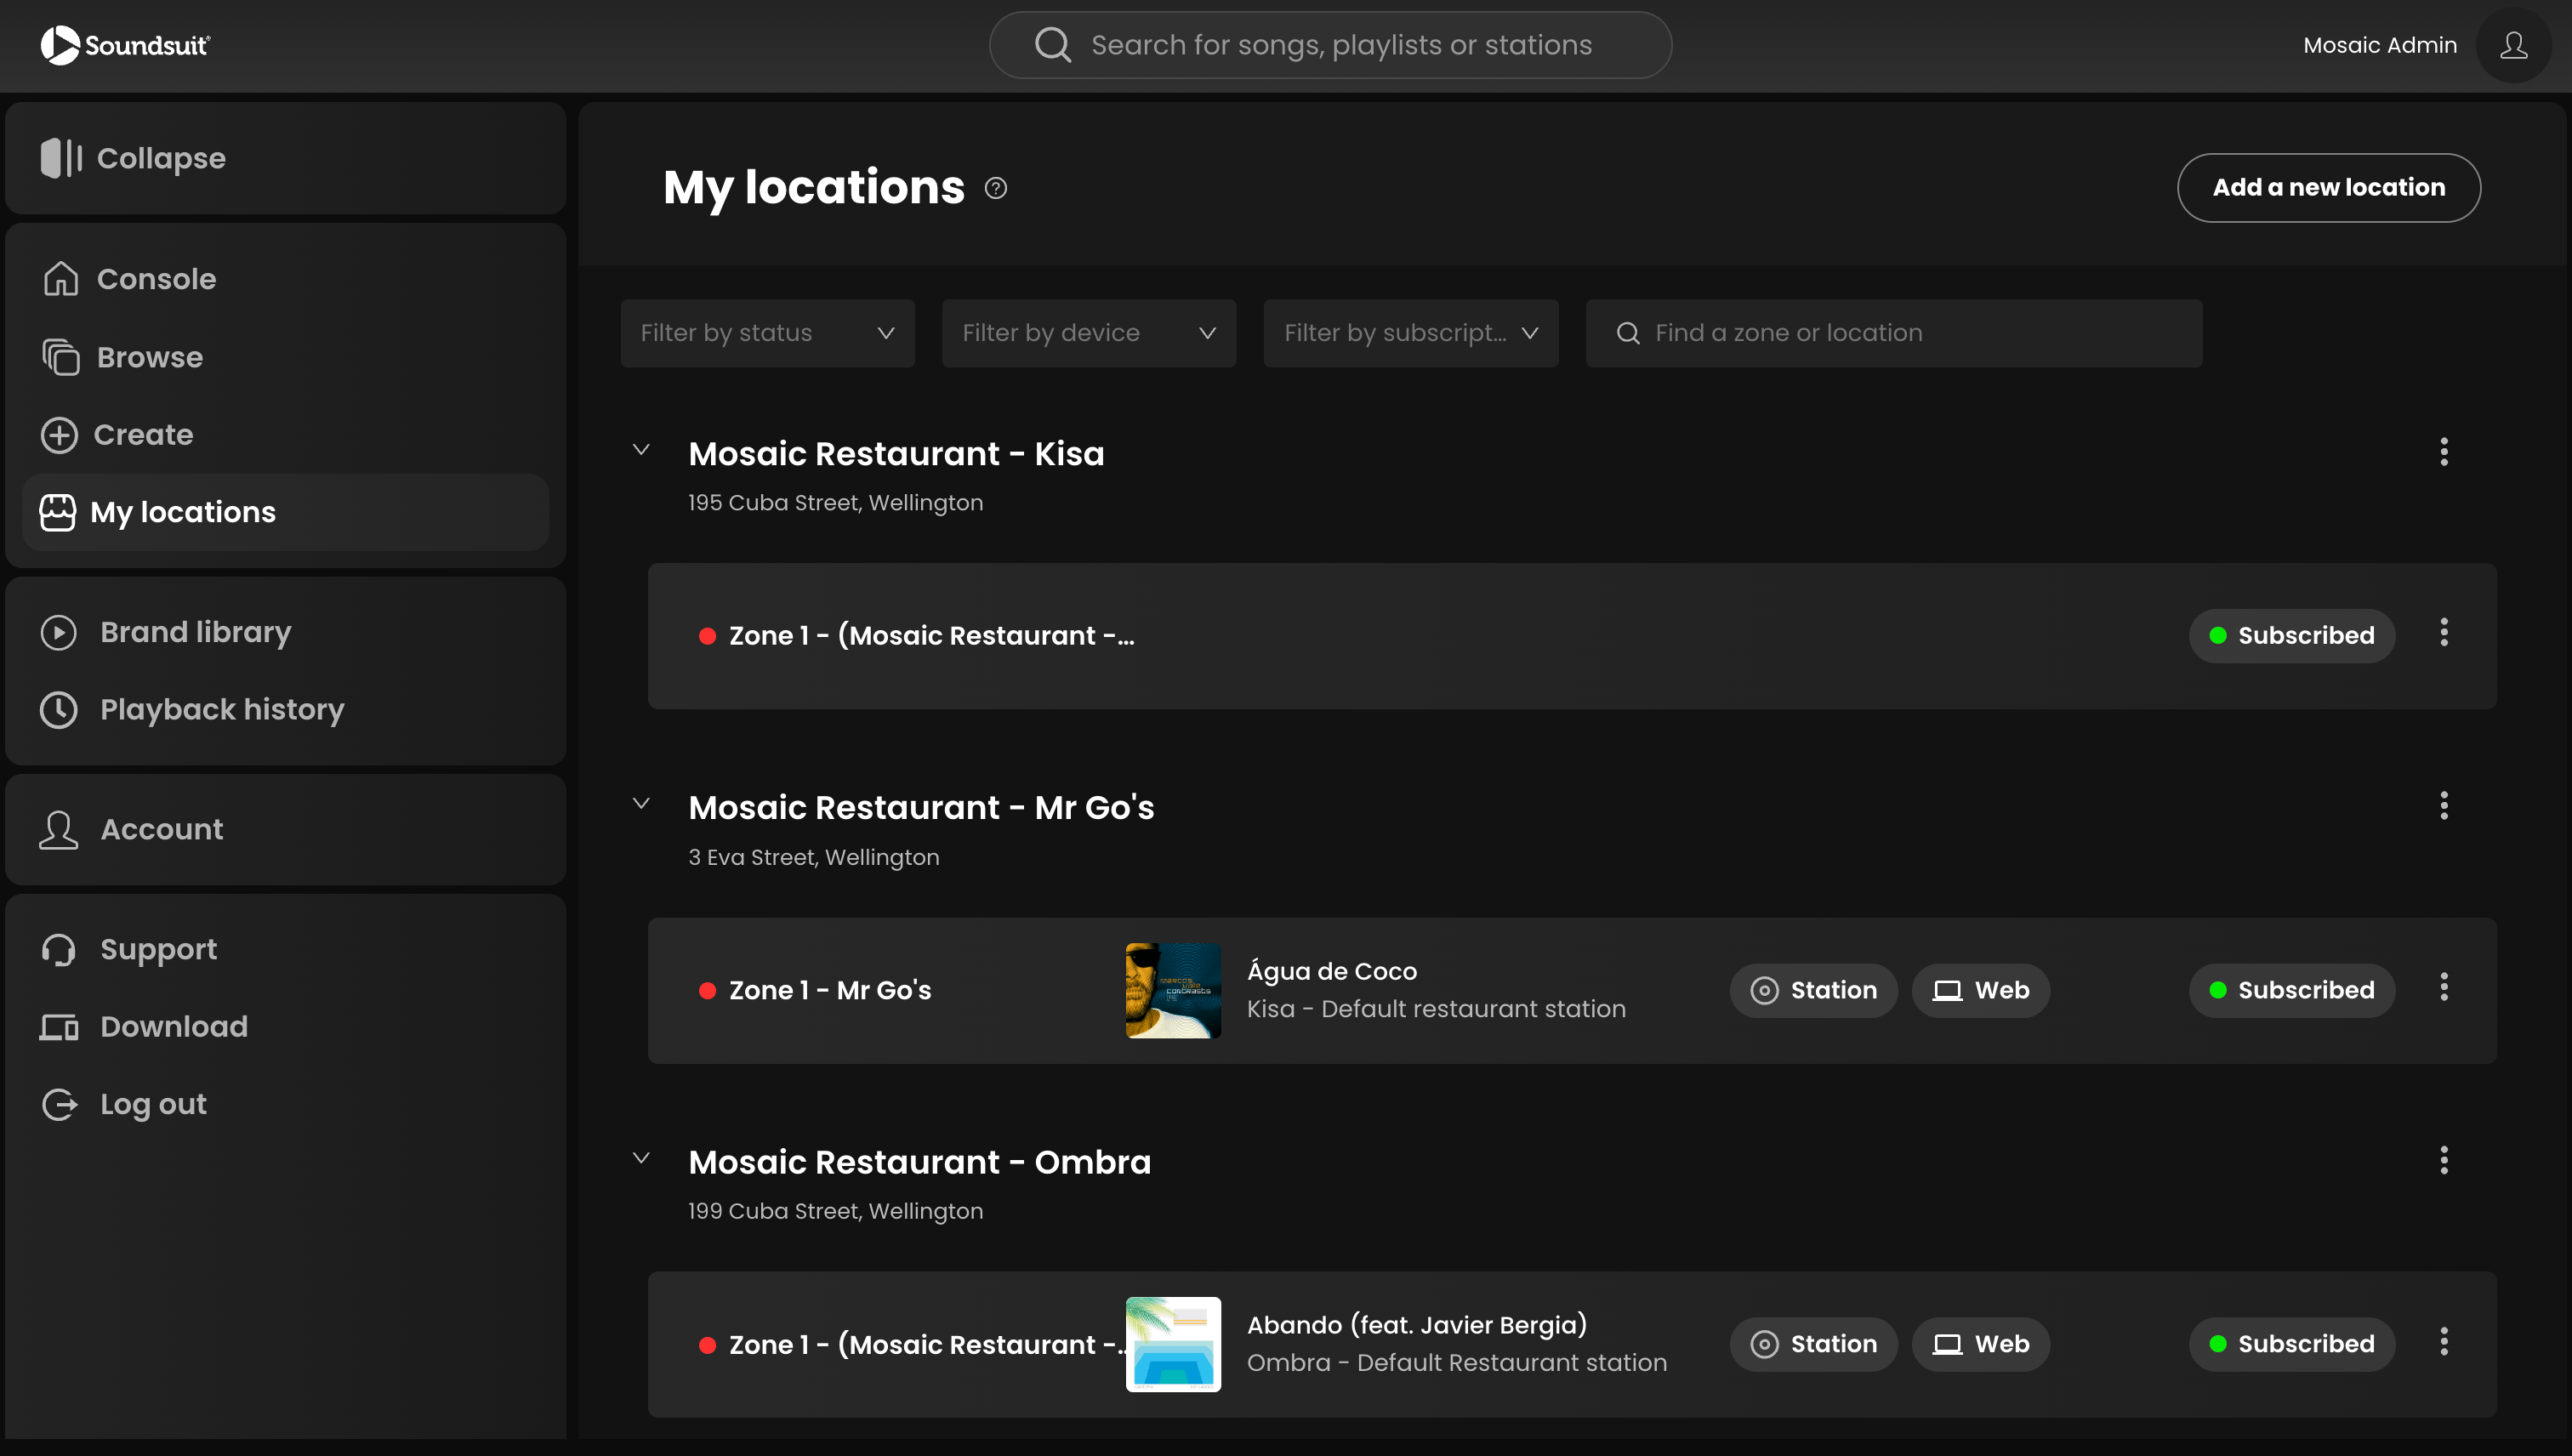 Soundsuit
Search for songs, playlists or stations
Mosaic Admin
Collapse
Console
Browse
Create
My locations
Brand library
Playback history
Account
Support
Download
Log out
My locations
Add a new location
Filter by status
Filter by device
Filter by subscript...
Find a zone or location
Mosaic Restaurant - Kisa
195 Cuba Street, Wellington
Zone 1 - (Mosaic Restaurant -...
Subscribed
Mosaic Restaurant - Mr Go's
3 Eva Street, Wellington
Zone 1 - Mr Go's
Água de Coco
Kisa - Default restaurant station
Station
Web
Subscribed
Mosaic Restaurant - Ombra
199 Cuba Street, Wellington
Zone 1 - (Mosaic Restaurant -..
Abando (feat. Javier Bergia)
Ombra - Default Restaurant station
Station
Web
Subscribed